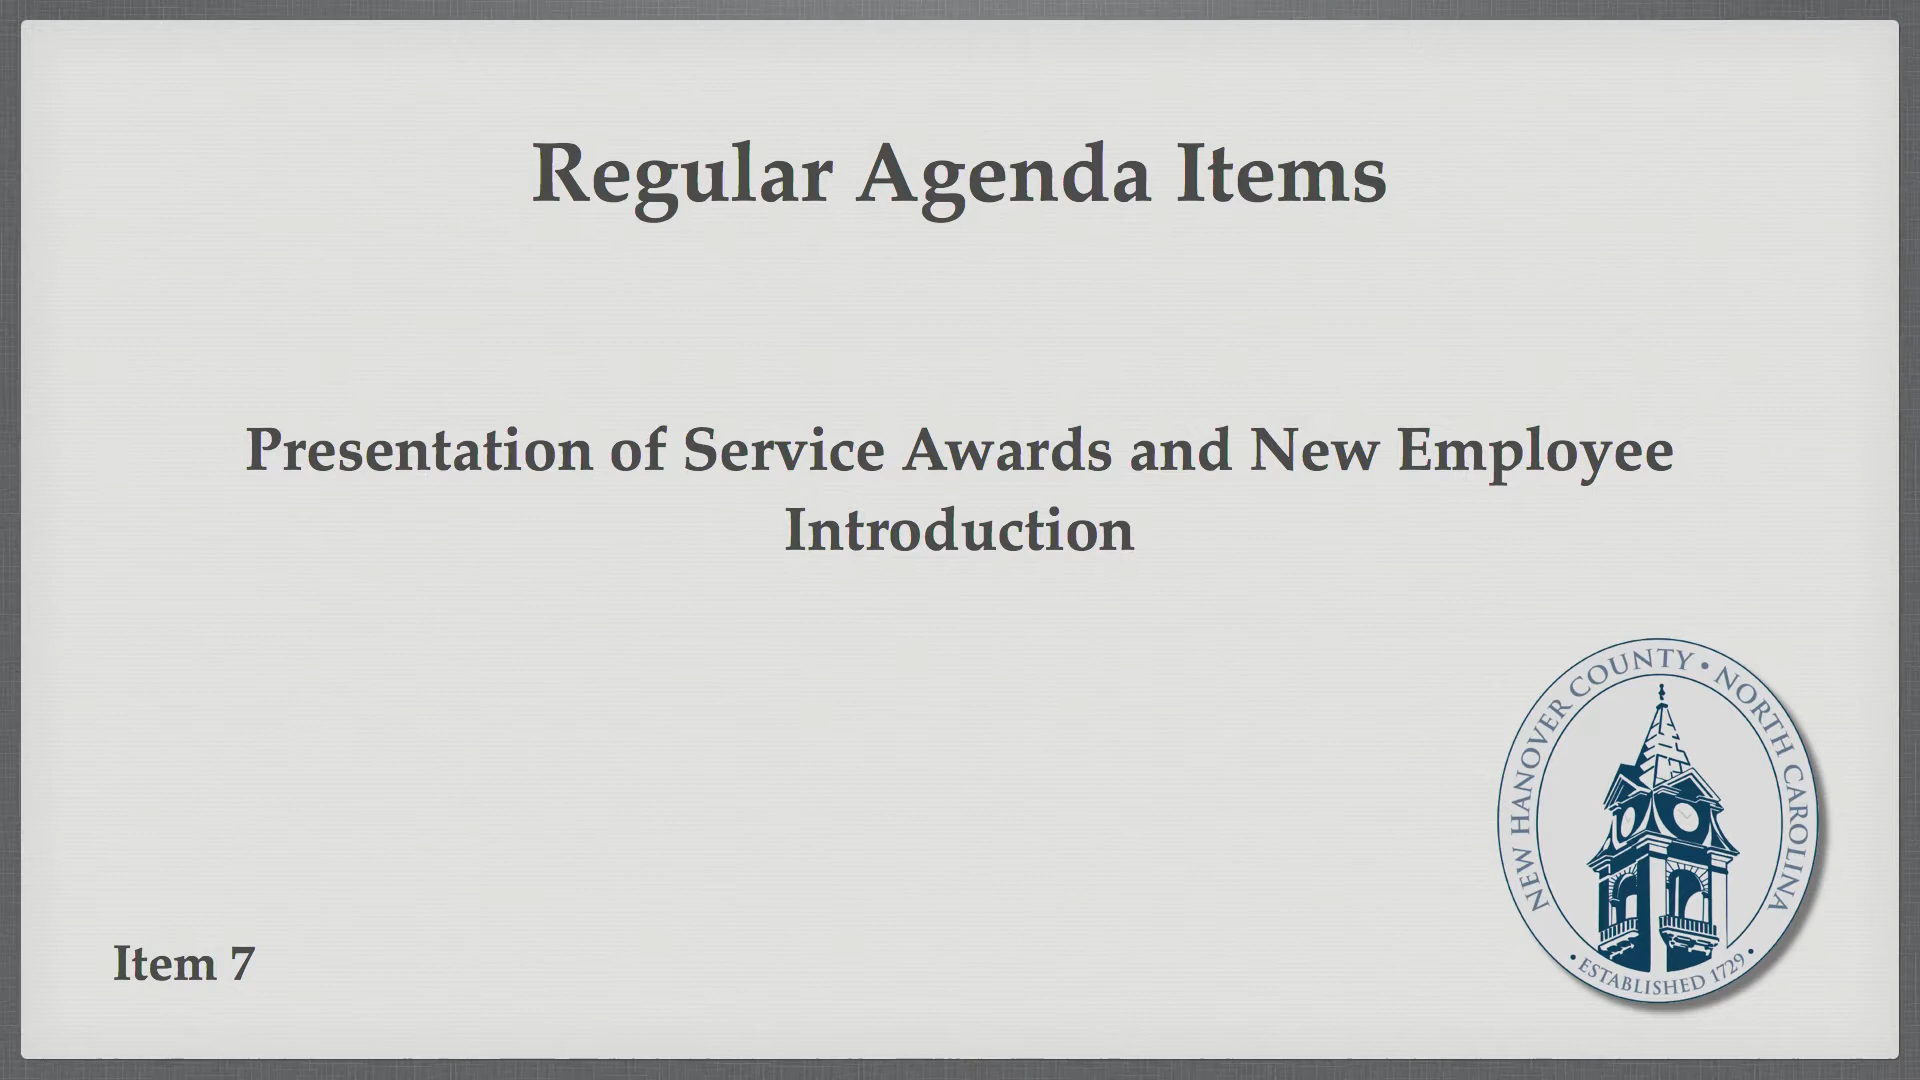 Regular Agenda Items
Presentation of Service Awards and New Employee
Introduction
NEW HANOVER COUNTY • NORTH CAROLINA
• ESTABLISHED 1729 •
Item 7